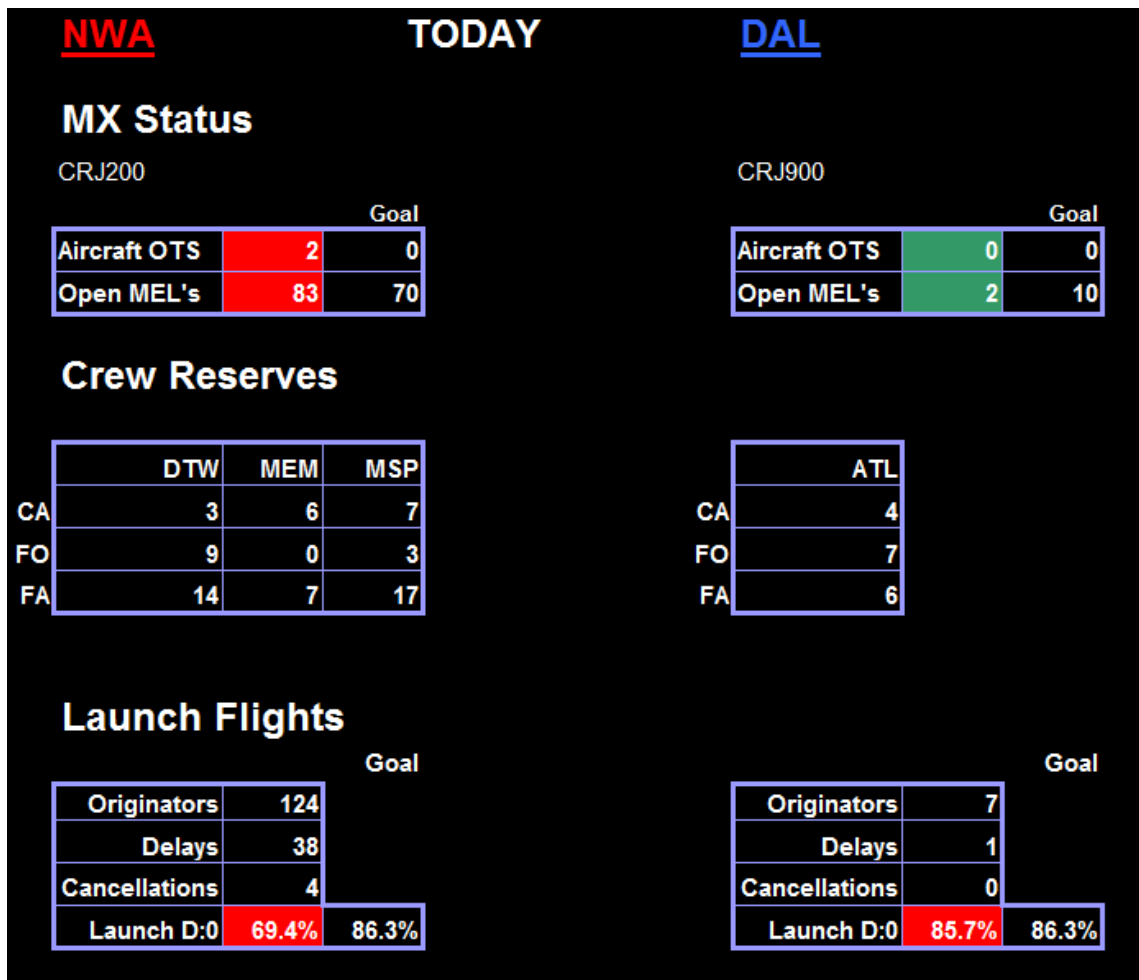 NWA TODAY DAL
MX Status
CRJ200 CRJ900
Goal Goal
Aircraft OTS 2 0 Aircraft OTS 0 0
Open MEL's 83 70 Open MEL's 2 10
Crew Reserves
DTW MEM MSP ATL
CA 3 6 7 CA 4
FO 9 0 3 FO 7
FA 14 7 17 FA 6
Launch Flights
Goal Goal
Originators 124 Originators 7
Delays 38 Delays 1
Cancellations 4 Cancellations 0
Launch D:0 69.4% 86.3% Launch D:0 85.7% 86.3%